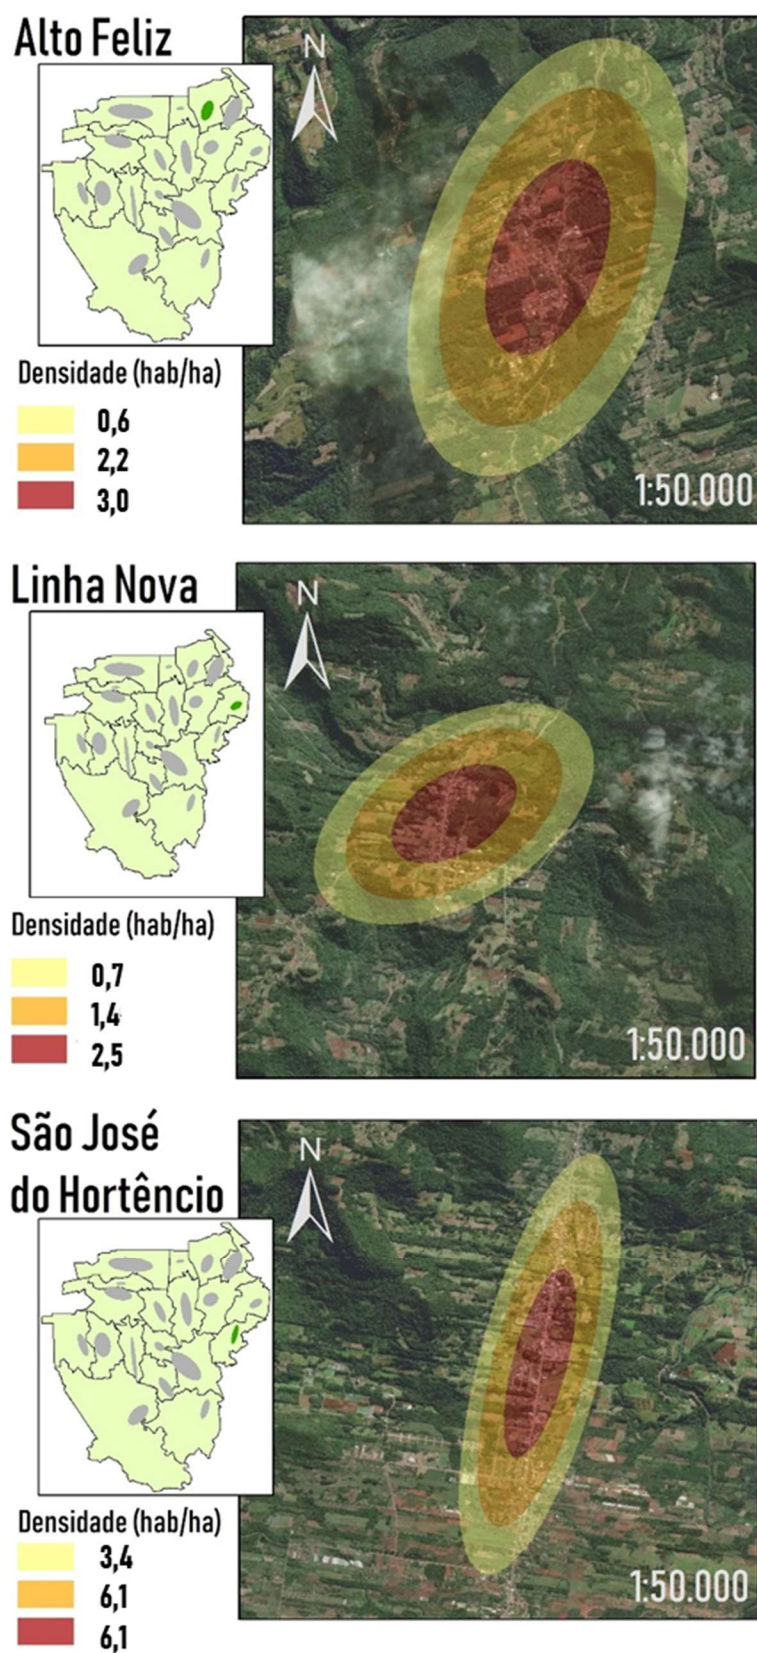 Alto Feliz
N
Densidade (hab/ha)
0,6
2,2
3,0
1:50.000
Linha Nova
N
Densidade (hab/ha)
0,7
1,4
2,5
1:50.000
São José
do Hortêncio
N
Densidade (hab/ha)
3,4
6,1
6,1
1:50.000